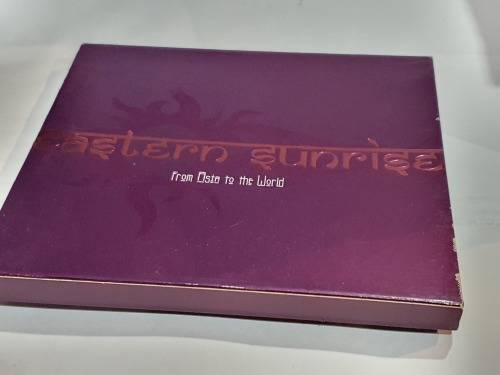 eastern sunrise
From Asia to the World